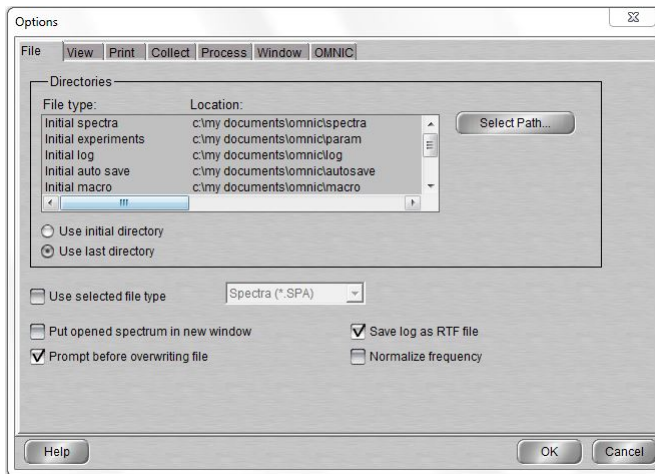 Options
File View Print Collect Process Window OMNIC
Directories
File type: Location:
Initial spectra c:\my documents\omnic\spectra
Initial experiments c:\my documents\omnic\param
Initial log c:\my documents\omnic\log
Initial auto save c:\my documents\omnic\autosave
Initial macro c:\my documents\omnic\macro
Select Path...
Use initial directory
Use last directory
Use selected file type Spectra (*.SPA)
Put opened spectrum in new window Save log as RTF file
Prompt before overwriting file Normalize frequency
Help OK Cancel